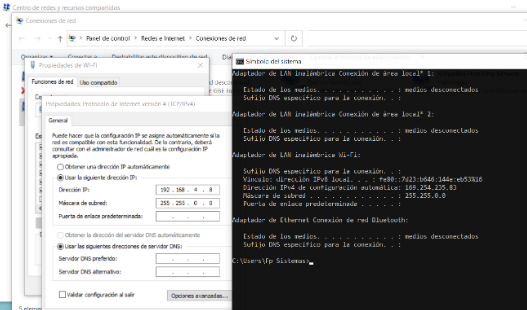 Centro de redes y recursos compartidos
Conexiones de red
Panel de control > Redes e Internet > Conexiones de red
Propiedades de Wi-Fi
Funciones de red Uso compartido
Propiedades: Protocolo de Internet versión 4 (TCP/IPv4)
General
Puede hacer que la configuración IP se asigne automáticamente si la
red es compatible con esta funcionalidad. De lo contrario, deberá
consultar con el administrador de red cuál es la configuración IP
apropiada.
Obtener una dirección IP automáticamente
Usar la siguiente dirección IP:
Dirección IP: 192 . 168 . 4 . 8
Máscara de subred: 255 . 255 . 0 . 0
Puerta de enlace predeterminada: . . .
Obtener la dirección del servidor DNS automáticamente
Usar las siguientes direcciones de servidor DNS:
Servidor DNS preferido: . . .
Servidor DNS alternativo: . . .
Validar configuración al salir Opciones avanzadas...
5 elemen
Símbolo del sistema
Adaptador de LAN inalámbrica Conexión de área local* 1:
Estado de los medios. . . . . . . . . . . : medios desconectados
Sufijo DNS específico para la conexión. . :
Adaptador de LAN inalámbrica Conexión de área local* 2:
Estado de los medios. . . . . . . . . . . : medios desconectados
Sufijo DNS específico para la conexión. . :
Adaptador de LAN inalámbrica Wi-Fi:
Sufijo DNS específico para la conexión. . :
Vínculo: dirección IPv6 local. . . : fe80::7d23:b646:144e:eb53%16
Dirección IPv4 de configuración automática: 169.254.235.83
Máscara de subred . . . . . . . . . . . . : 255.255.0.0
Puerta de enlace predeterminada . . . . . :
Adaptador de Ethernet Conexión de red Bluetooth:
Estado de los medios. . . . . . . . . . . : medios desconectados
Sufijo DNS específico para la conexión. . :
C:\Users\Fp Sistemas>